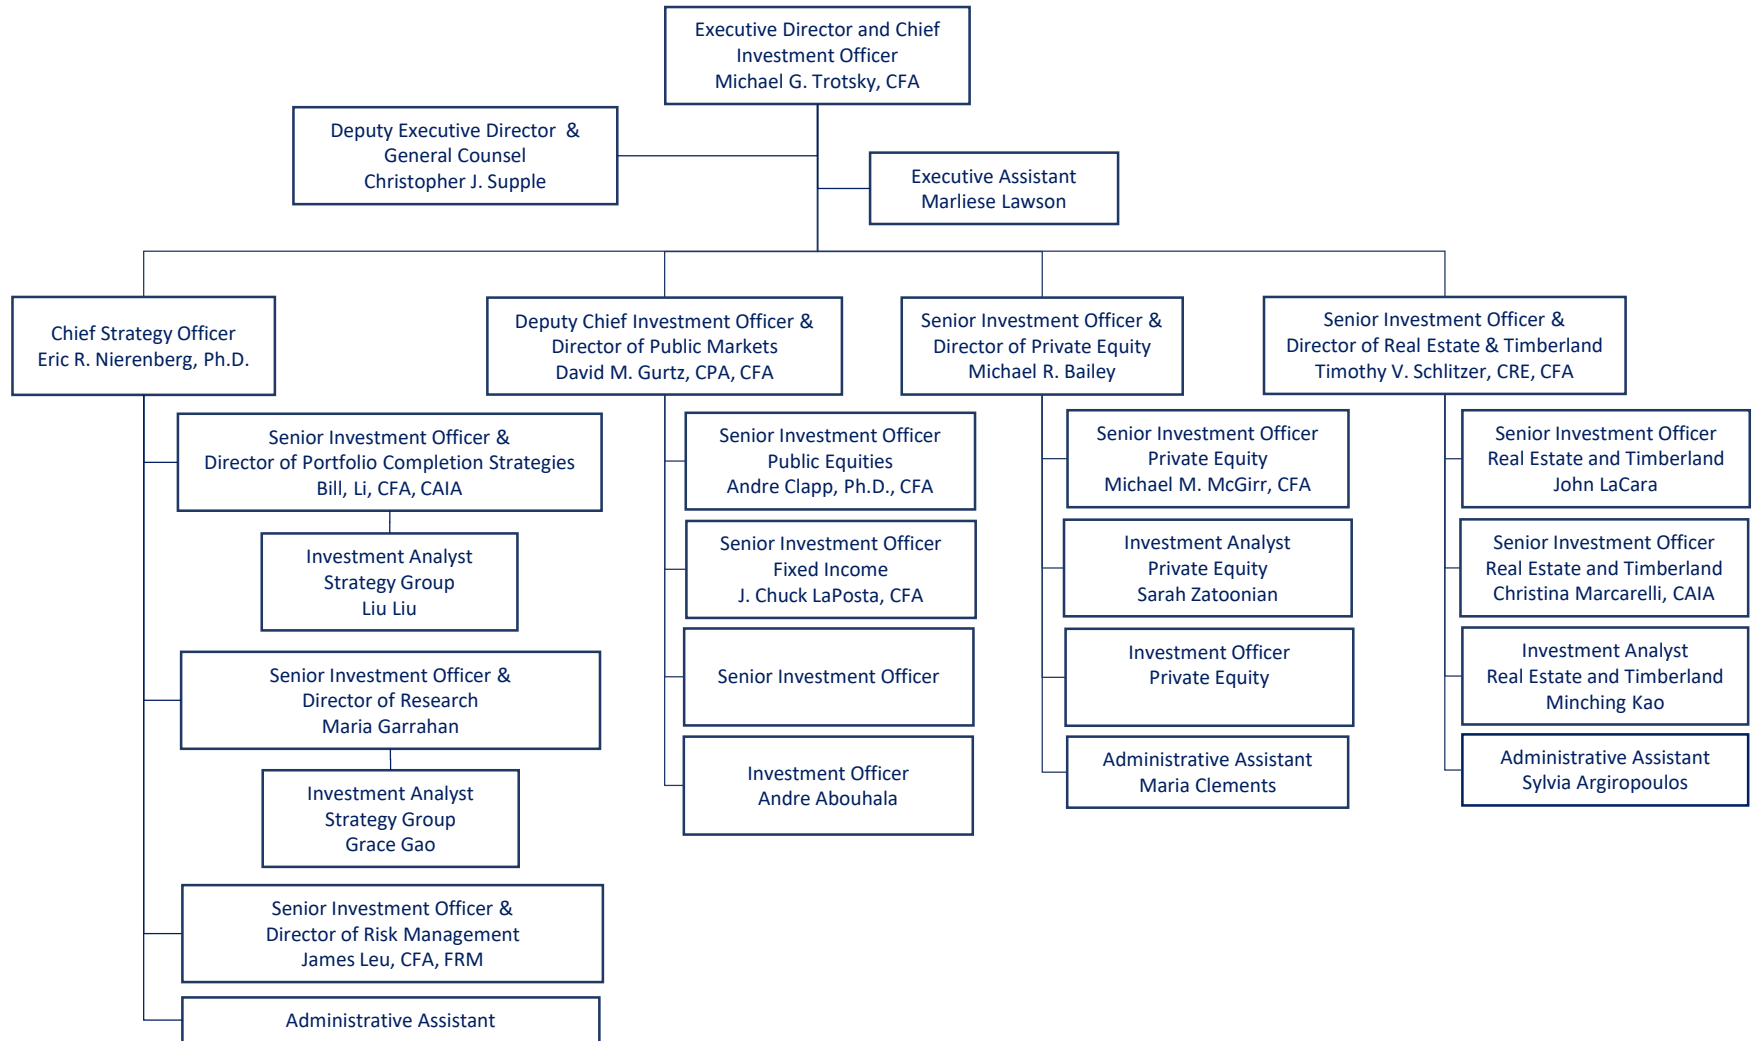 Executive Director and Chief
Investment Officer
Michael G. Trotsky, CFA
Deputy Executive Director &
General Counsel
Christopher J. Supple
Executive Assistant
Marliese Lawson
Chief Strategy Officer
Eric R. Nierenberg, Ph.D.
Deputy Chief Investment Officer &
Director of Public Markets
David M. Gurtz, CPA, CFA
Senior Investment Officer &
Director of Private Equity
Michael R. Bailey
Senior Investment Officer &
Director of Real Estate & Timberland
Timothy V. Schlitzer, CRE, CFA
Senior Investment Officer &
Director of Portfolio Completion Strategies
Bill, Li, CFA, CAIA
Investment Analyst
Strategy Group
Liu Liu
Senior Investment Officer &
Director of Research
Maria Garrahan
Investment Analyst
Strategy Group
Grace Gao
Senior Investment Officer &
Director of Risk Management
James Leu, CFA, FRM
Administrative Assistant
Senior Investment Officer
Public Equities
Andre Clapp, Ph.D., CFA
Senior Investment Officer
Fixed Income
J. Chuck LaPosta, CFA
Senior Investment Officer
Investment Officer
Andre Abouhala
Senior Investment Officer
Private Equity
Michael M. McGirr, CFA
Investment Analyst
Private Equity
Sarah Zatoonian
Investment Officer
Private Equity
Administrative Assistant
Maria Clements
Senior Investment Officer
Real Estate and Timberland
John LaCara
Senior Investment Officer
Real Estate and Timberland
Christina Marcarelli, CAIA
Investment Analyst
Real Estate and Timberland
Minching Kao
Administrative Assistant
Sylvia Argiropoulos